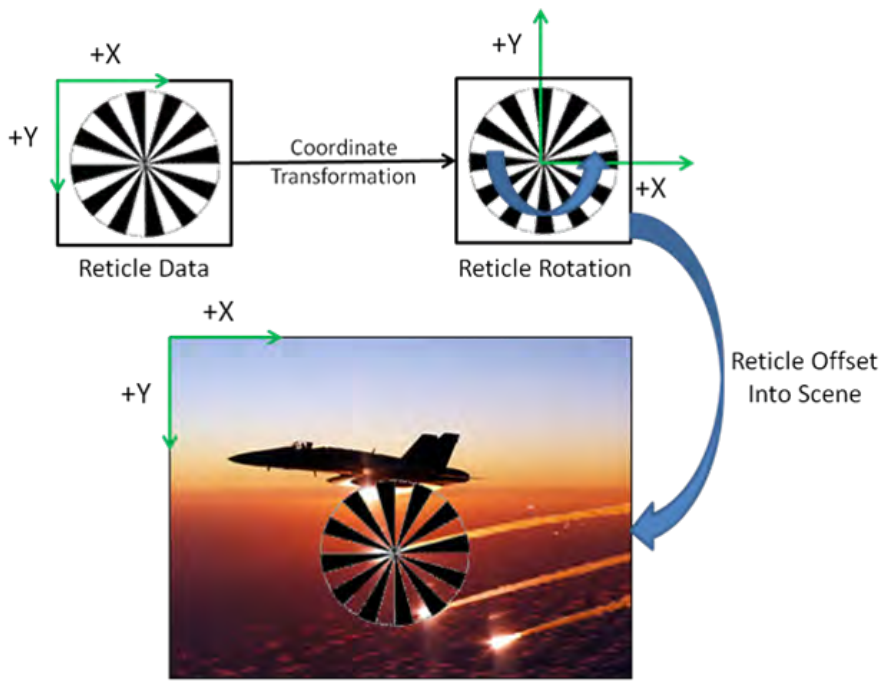 +X
+Y
Coordinate
Transformation
Reticle Data
+Y
+X
Reticle Rotation
+X
+Y
Reticle Offset
Into Scene